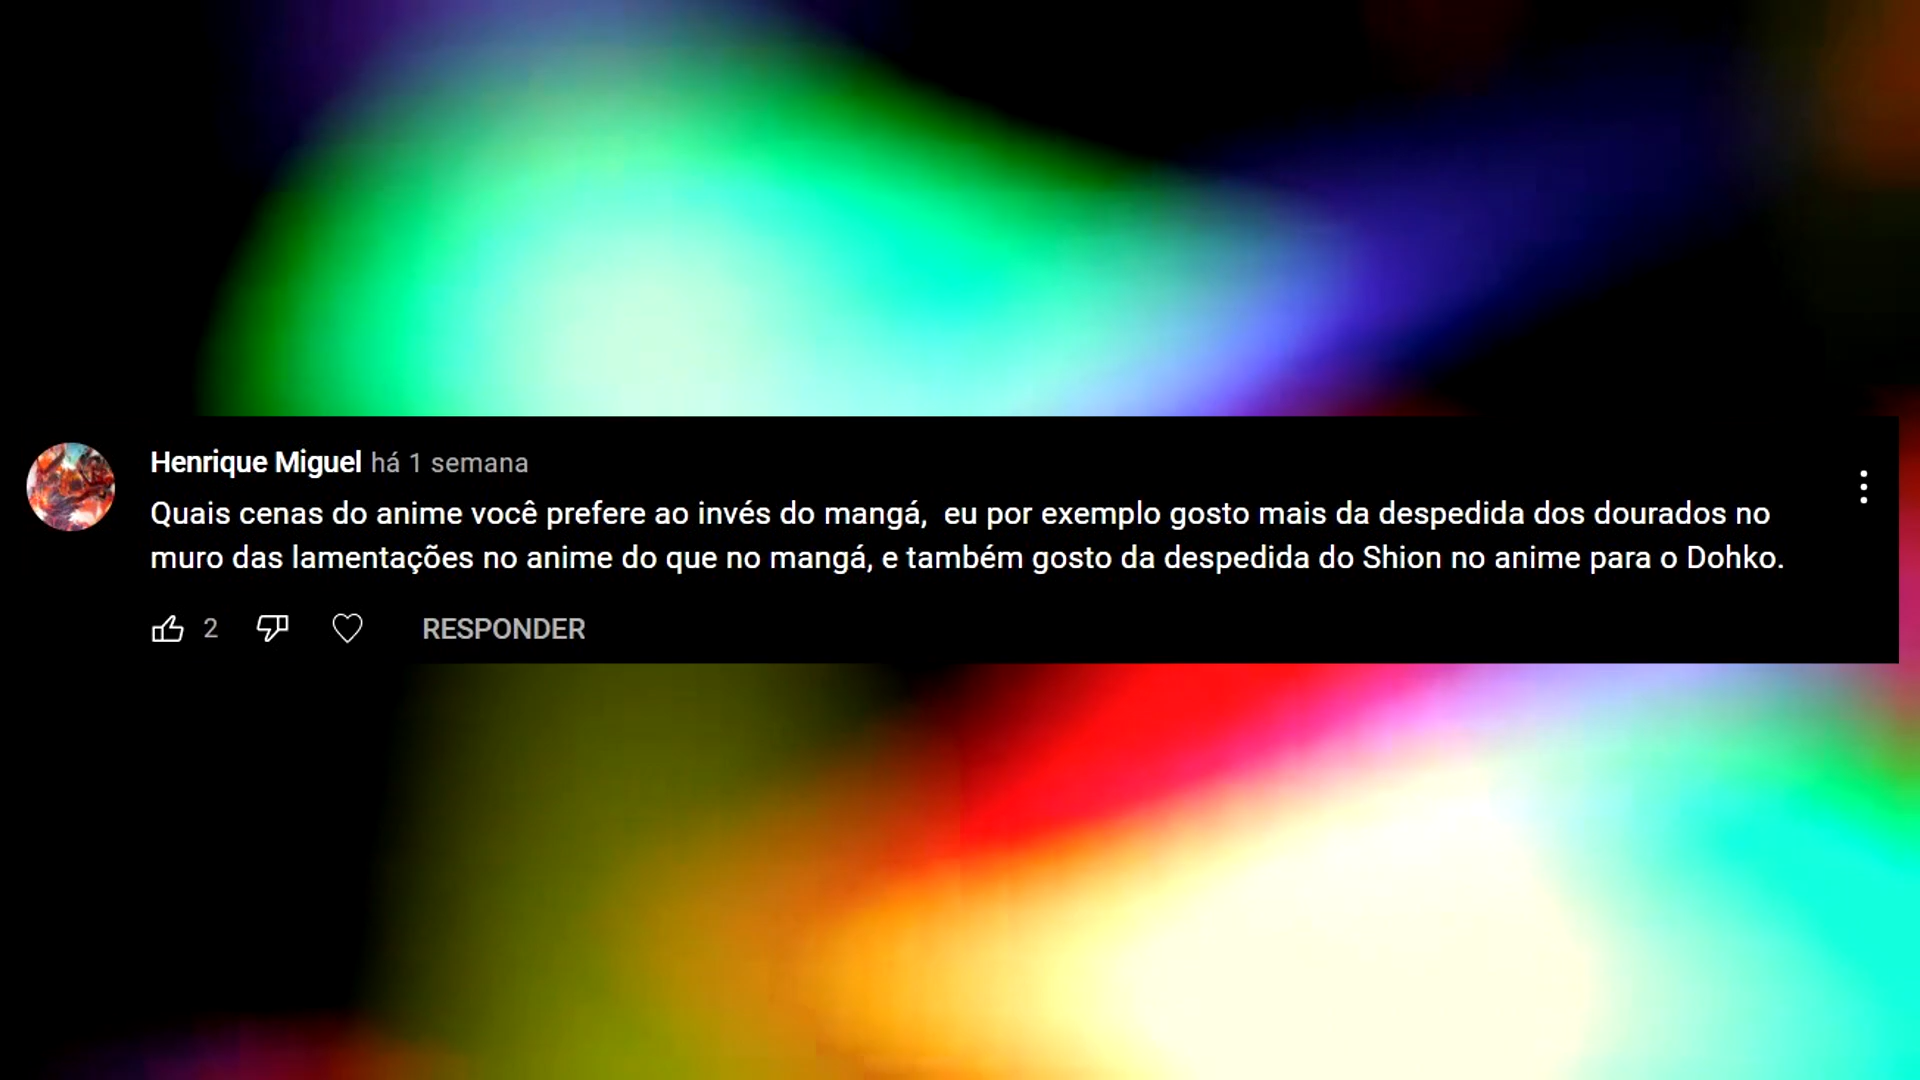 Henrique Miguel há 1 semana
Quais cenas do anime você prefere ao invés do mangá,  eu por exemplo gosto mais da despedida dos dourados no
muro das lamentações no anime do que no mangá, e também gosto da despedida do Shion no anime para o Dohko.
2 RESPONDER